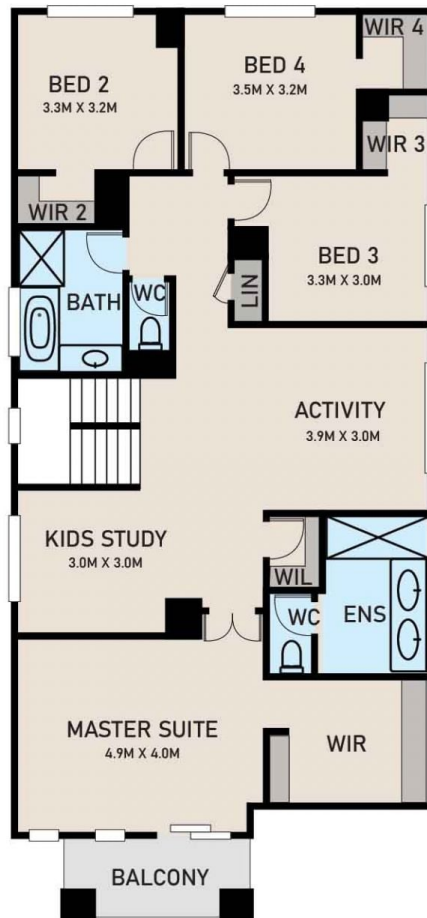 WIR 4
BED 2
3.3M X 3.2M
BED 4
3.5M X 3.2M
WIR 3
WIR 2
BED 3
3.3M X 3.0M
BATH
WC
LIN
ACTIVITY
3.9M X 3.0M
KIDS STUDY
3.0M X 3.0M
WIL
WC
ENS
MASTER SUITE
4.9M X 4.0M
WIR
BALCONY